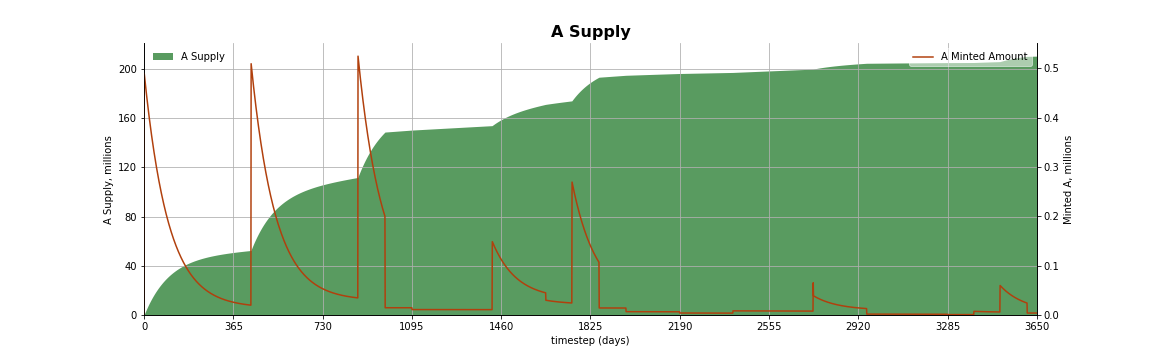 A Supply
A Supply
A Minted Amount
200
160
120
80
40
0
A Supply, millions
0.5
0.4
0.3
0.2
0.1
0.0
Minted A, millions
0 365 730 1095 1460 1825 2190 2555 2920 3285 3650
timestep (days)